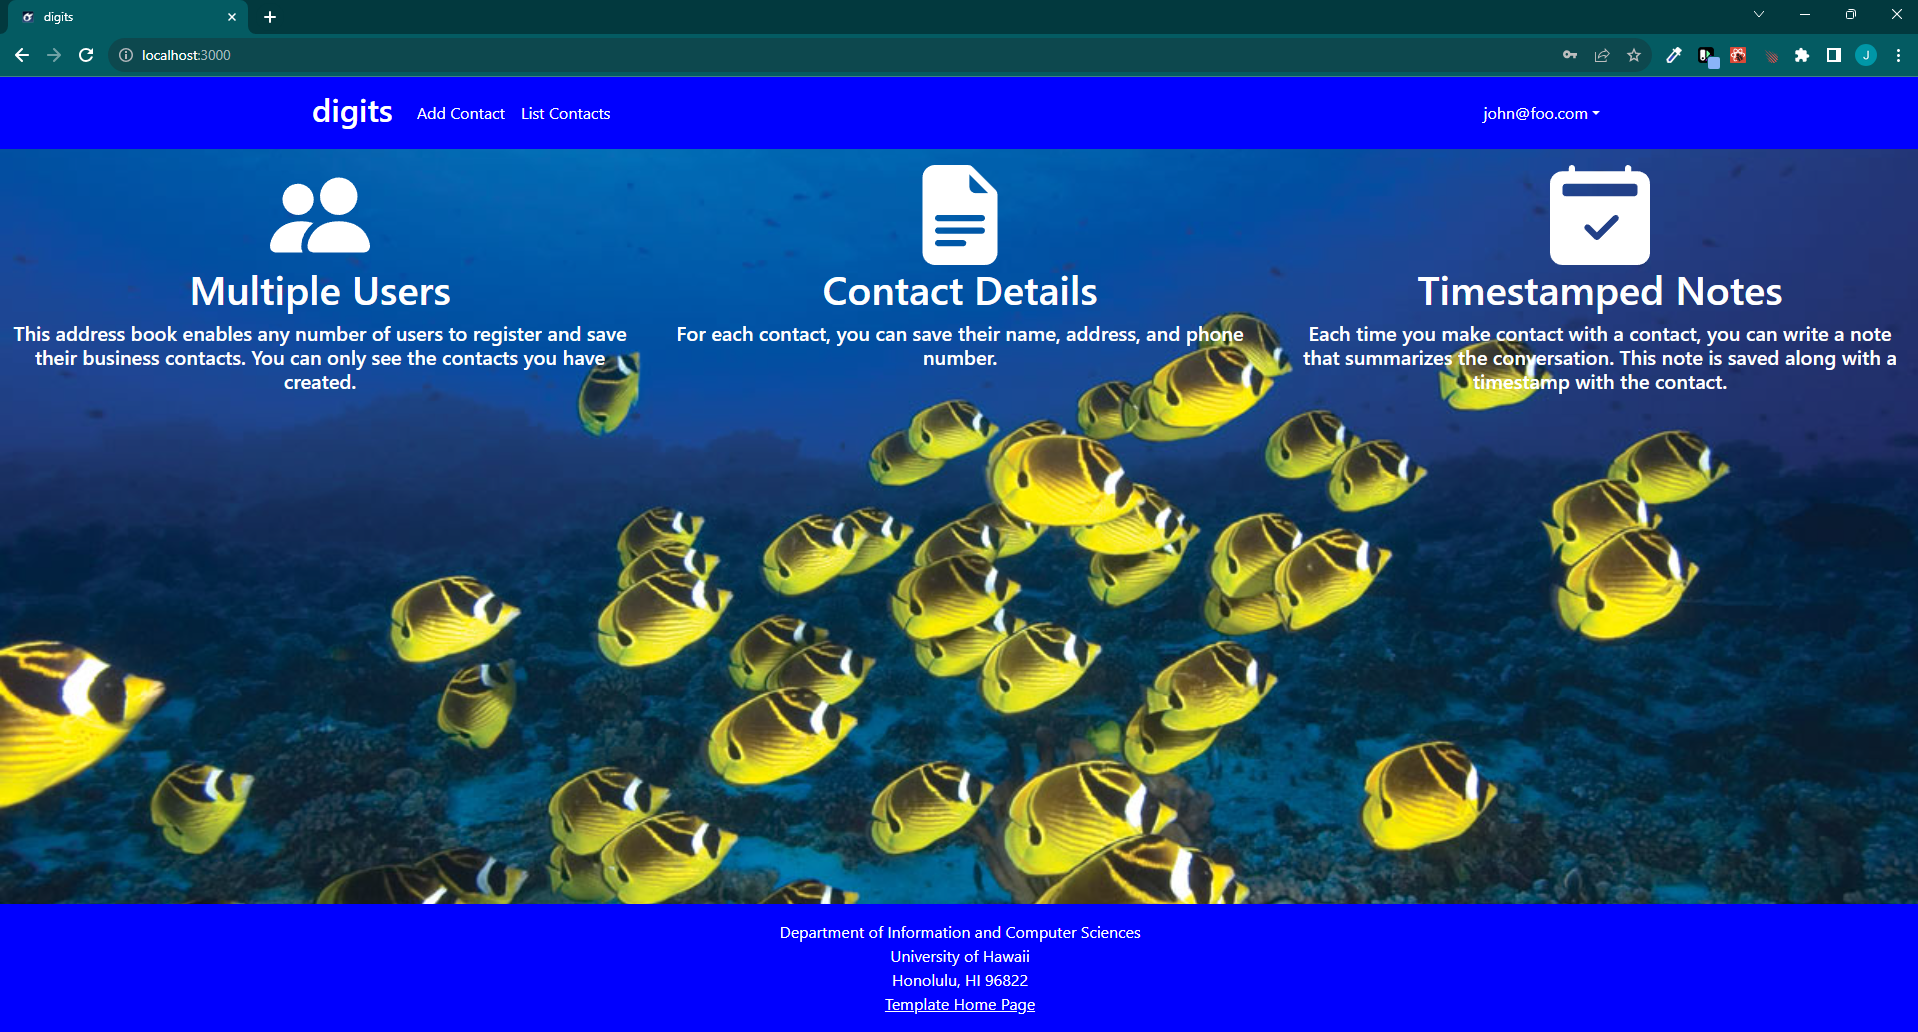 digits
localhost:3000
J
digits
Add Contact
List Contacts
john@foo.com
Multiple Users
This address book enables any number of users to register and save
their business contacts. You can only see the contacts you have
created.
Contact Details
For each contact, you can save their name, address, and phone
number.
Timestamped Notes
Each time you make contact with a contact, you can write a note
that summarizes the conversation. This note is saved along with a
timestamp with the contact.
Department of Information and Computer Sciences
University of Hawaii
Honolulu, HI 96822
Template Home Page